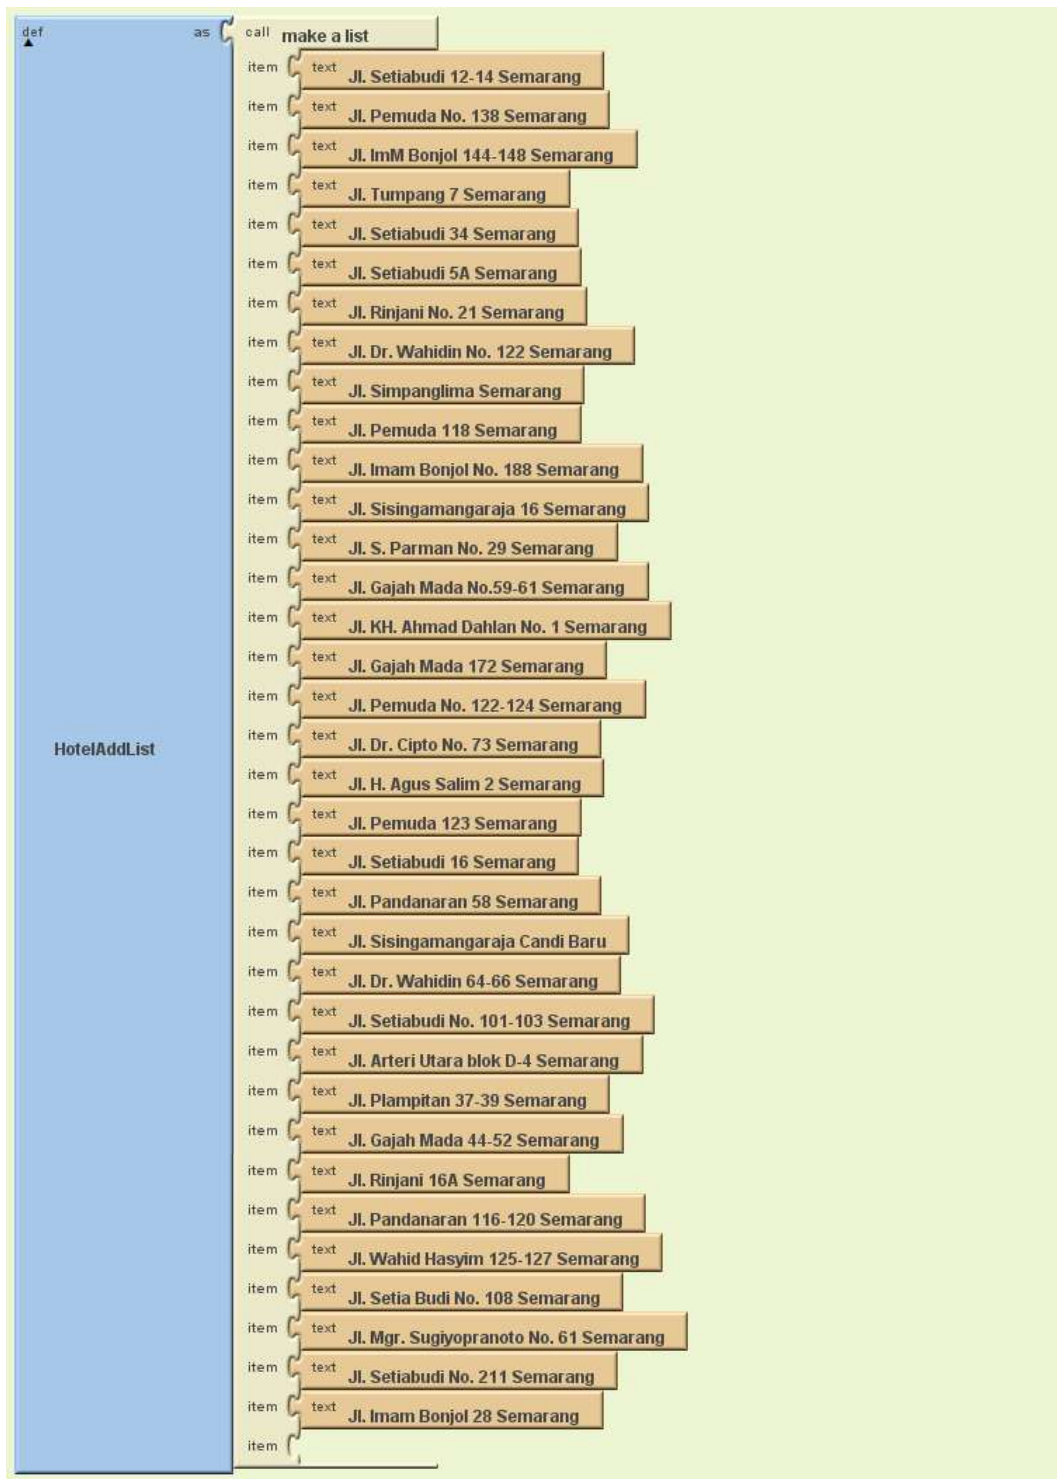 def as call make a list
item text Jl. Setiabudi 12-14 Semarang
item text Jl. Pemuda No. 138 Semarang
item text Jl. ImM Bonjol 144-148 Semarang
item text Jl. Tumpang 7 Semarang
item text Jl. Setiabudi 34 Semarang
item text Jl. Setiabudi 5A Semarang
item text Jl. Rinjani No. 21 Semarang
item text Jl. Dr. Wahidin No. 122 Semarang
item text Jl. Simpanglima Semarang
item text Jl. Pemuda 118 Semarang
item text Jl. Imam Bonjol No. 188 Semarang
item text Jl. Sisingamangaraja 16 Semarang
item text Jl. S. Parman No. 29 Semarang
item text Jl. Gajah Mada No.59-61 Semarang
item text Jl. KH. Ahmad Dahlan No. 1 Semarang
item text Jl. Gajah Mada 172 Semarang
item text Jl. Pemuda No. 122-124 Semarang
HotelAddList item text Jl. Dr. Cipto No. 73 Semarang
item text Jl. H. Agus Salim 2 Semarang
item text Jl. Pemuda 123 Semarang
item text Jl. Setiabudi 16 Semarang
item text Jl. Pandanaran 58 Semarang
item text Jl. Sisingamangaraja Candi Baru
item text Jl. Dr. Wahidin 64-66 Semarang
item text Jl. Setiabudi No. 101-103 Semarang
item text Jl. Arteri Utara blok D-4 Semarang
item text Jl. Plampitan 37-39 Semarang
item text Jl. Gajah Mada 44-52 Semarang
item text Jl. Rinjani 16A Semarang
item text Jl. Pandanaran 116-120 Semarang
item text Jl. Wahid Hasyim 125-127 Semarang
item text Jl. Setia Budi No. 108 Semarang
item text Jl. Mgr. Sugiyopranoto No. 61 Semarang
item text Jl. Setiabudi No. 211 Semarang
item text Jl. Imam Bonjol 28 Semarang
item